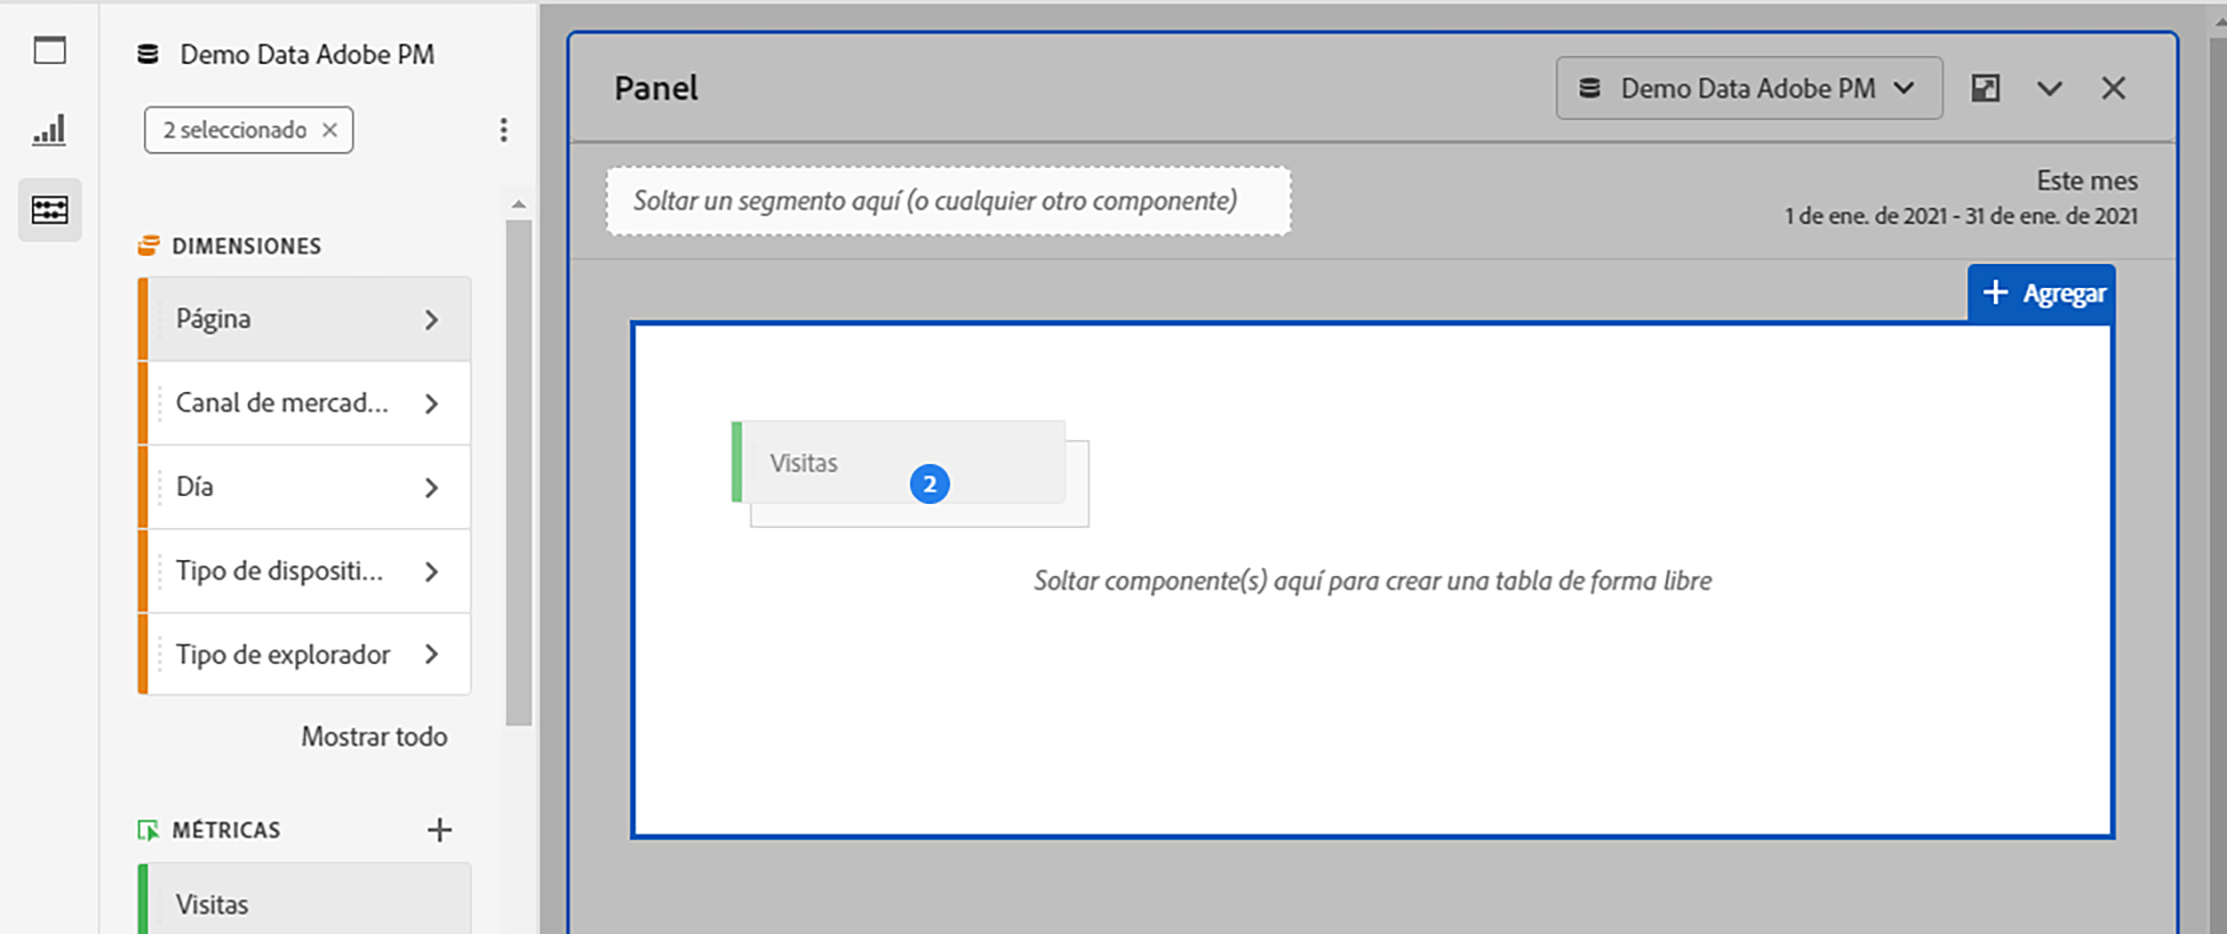 Demo Data Adobe PM
2 seleccionado
DIMENSIONES
Página
Canal de mercad...
Día
Tipo de dispositi...
Tipo de explorador
Mostrar todo
MÉTRICAS
Visitas
Panel
Demo Data Adobe PM
Soltar un segmento aquí (o cualquier otro componente)
Este mes
1 de ene. de 2021 - 31 de ene. de 2021
Agregar
Visitas
2
Soltar componente(s) aquí para crear una tabla de forma libre